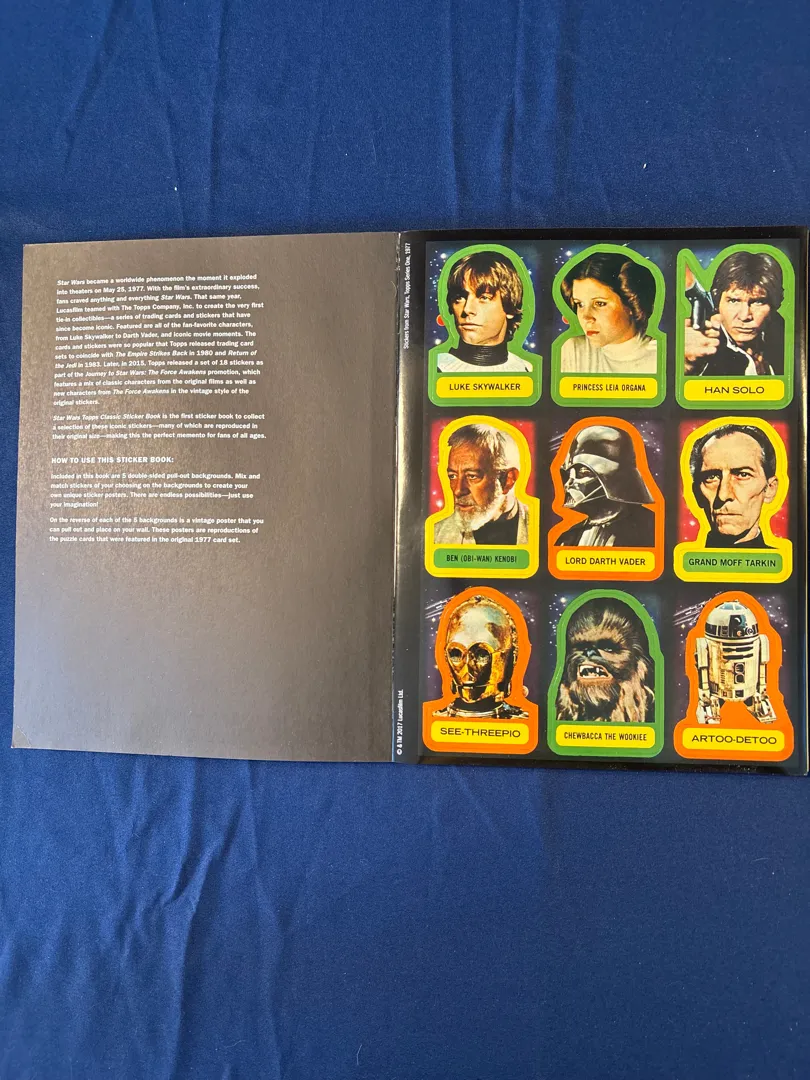 Star Wars became a worldwide phenomenon the moment it exploded
into theaters on May 25, 1977. With the film's extraordinary success,
fans craved anything and everything Star Wars. That same year,
Lucasfilm teamed with The Topps Company, Inc. to create the very first
tie-in collectibles—a series of trading cards and stickers that have
since become iconic. Featured are all of the fan-favorite characters,
from Luke Skywalker to Darth Vader, and iconic movie moments. The
cards and stickers were so popular that Topps released trading card
sets to coincide with The Empire Strikes Back in 1980 and Return of
the Jedi in 1983. Later, in 2015, Topps released a set of 18 stickers as
part of the Journey to Star Wars: The Force Awakens promotion, which
features a mix of classic characters from the original films as well as
new characters from The Force Awakens in the vintage style of the
original stickers.
Star Wars Topps Classic Sticker Book is the first sticker book to collect
a selection of these iconic stickers—many of which are reproduced in
their original size—making this the perfect memento for fans of all ages.
HOW TO USE THIS STICKER BOOK:
Included in this book are 5 double-sided pull-out backgrounds. Mix and
match stickers of your choosing on the backgrounds to create your
own unique sticker posters. There are endless possibilities—just use
your imagination!
On the reverse of each of the 5 backgrounds is a vintage poster that you
can pull out and place on your wall. These posters are reproductions of
the puzzle cards that were featured in the original 1977 card set.
Stickers from Star Wars, Topps Series One, 1977
© & TM 2017 Lucasfilm Ltd.
LUKE SKYWALKER
PRINCESS LEIA ORGANA
HAN SOLO
BEN (OBI-WAN) KENOBI
LORD DARTH VADER
GRAND MOFF TARKIN
SEE-THREEPIO
CHEWBACCA THE WOOKIEE
ARTOO-DETOO